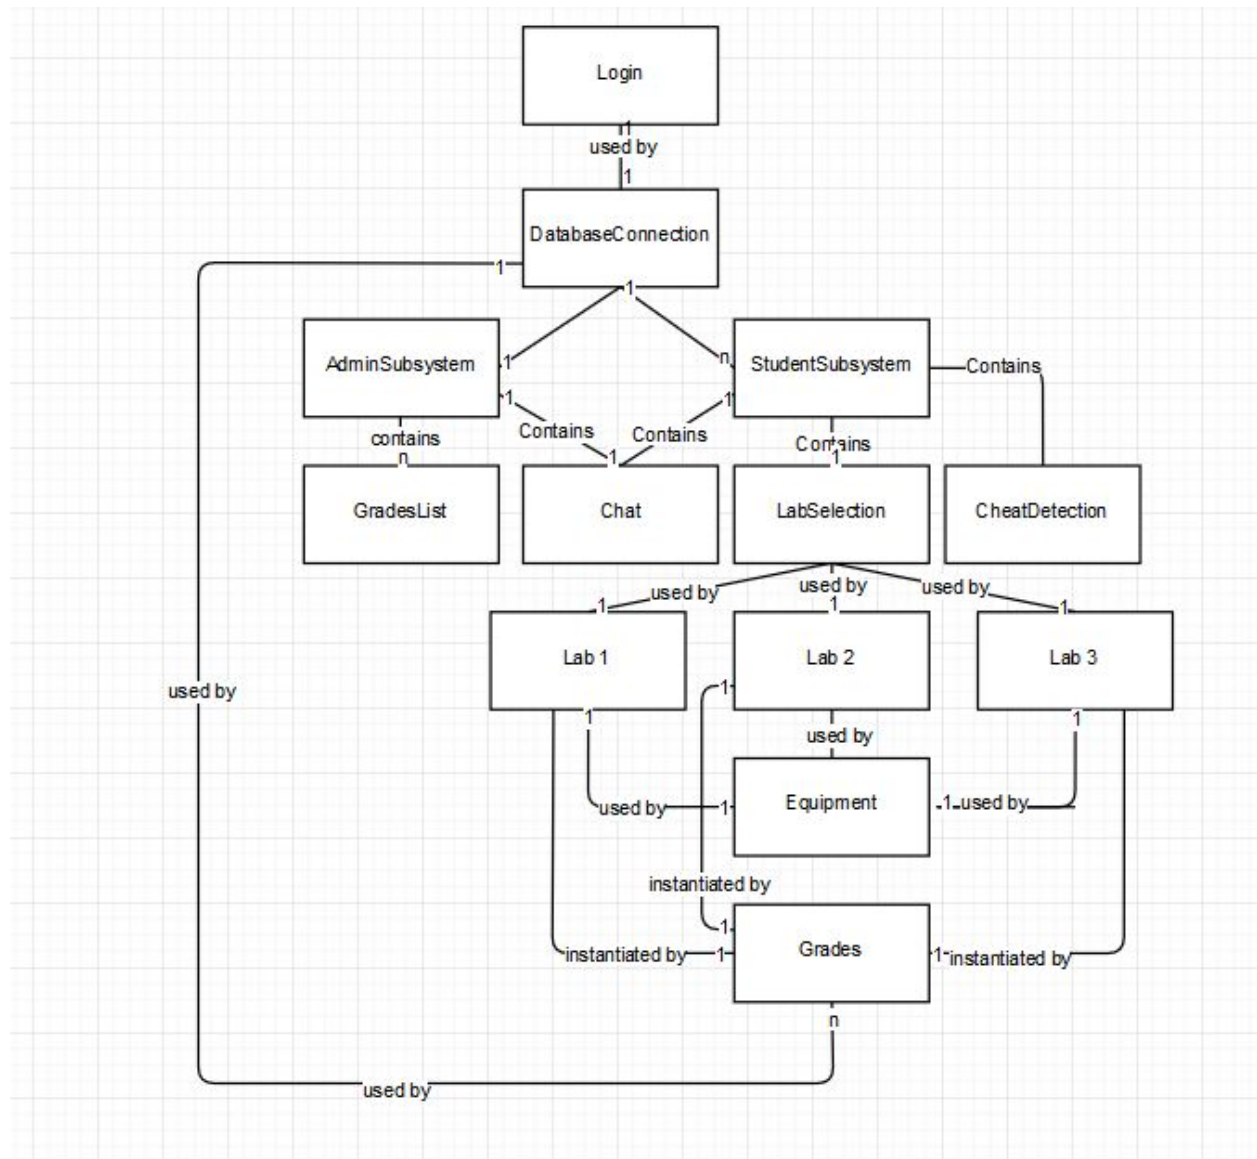 Login
1
used by
1
DatabaseConnection
1
1
1
n
AdminSubsystem
StudentSubsystem
Contains
1
1
contains
Contains
Contains
Contains
n
1
1
GradesList
Chat
LabSelection
CheatDetection
used by
used by
used by
1
1
1
Lab 1
Lab 2
Lab 3
1
used by
1
1
used by
Equipment
used by
1
1
used by
instantiated by
1
Grades
instantiated by
1
1
instantiated by
n
used by